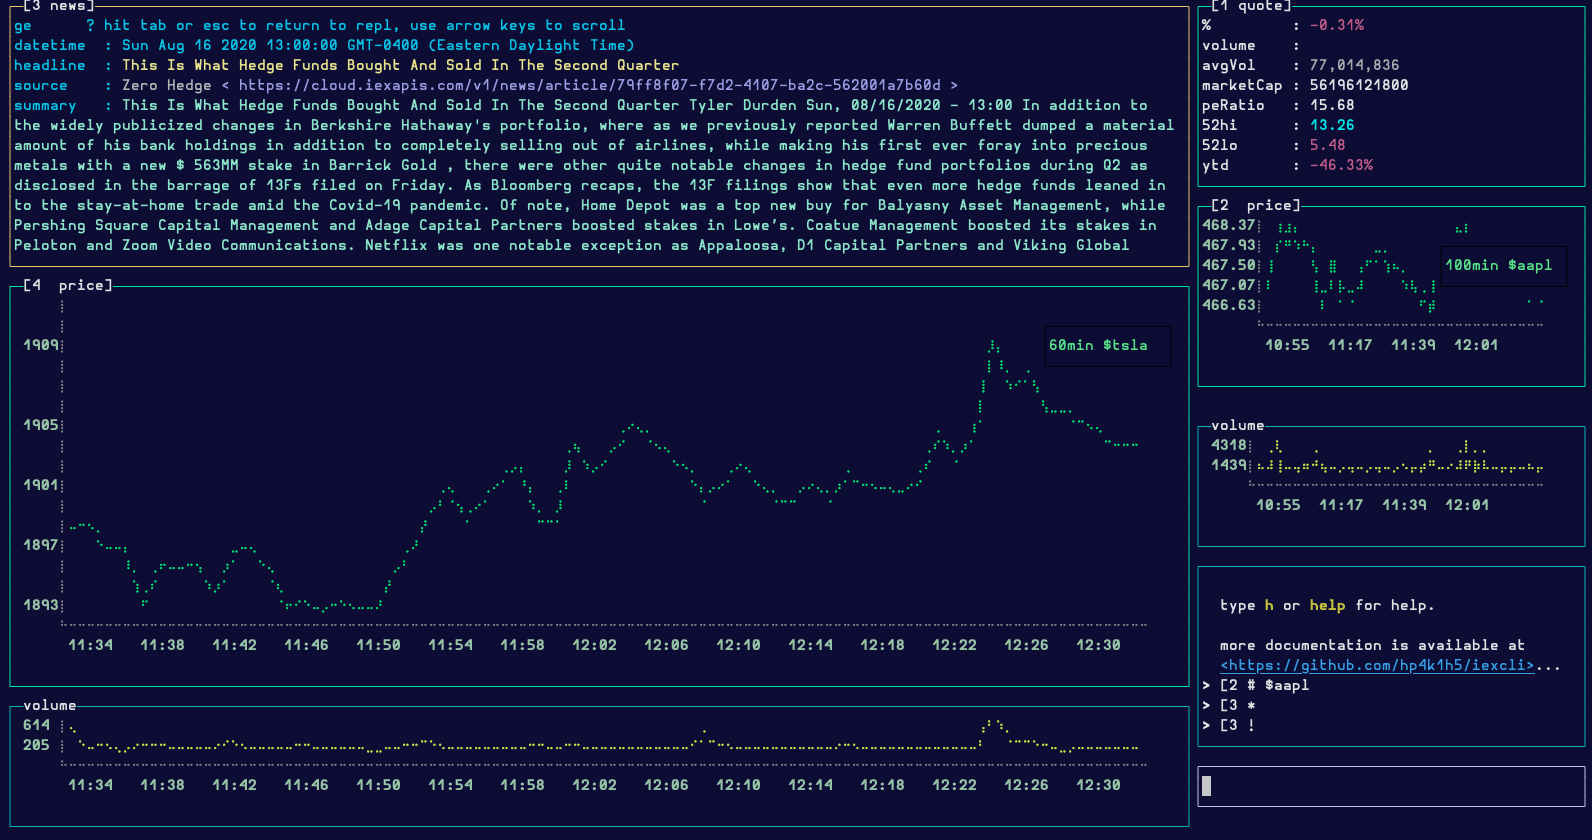 [3 news]
ge      ? hit tab or esc to return to repl, use arrow keys to scroll
datetime  : Sun Aug 16 2020 13:00:00 GMT-0400 (Eastern Daylight Time)
headline  : This Is What Hedge Funds Bought And Sold In The Second Quarter
source    : Zero Hedge < https://cloud.iexapis.com/v1/news/article/79ff8f07-f7d2-4107-ba2c-562001a7b60d >
summary   : This Is What Hedge Funds Bought And Sold In The Second Quarter Tyler Durden Sun, 08/16/2020 - 13:00 In addition to
the widely publicized changes in Berkshire Hathaway's portfolio, where as we previously reported Warren Buffett dumped a material
amount of his bank holdings in addition to completely selling out of airlines, while making his first ever foray into precious
metals with a new $ 563MM stake in Barrick Gold , there were other quite notable changes in hedge fund portfolios during Q2 as
disclosed in the barrage of 13Fs filed on Friday. As Bloomberg recaps, the 13F filings show that even more hedge funds leaned in
to the stay-at-home trade amid the Covid-19 pandemic. Of note, Home Depot was a top new buy for Balyasny Asset Management, while
Pershing Square Capital Management and Adage Capital Partners boosted stakes in Lowe's. Coatue Management boosted its stakes in
Peloton and Zoom Video Communications. Netflix was one notable exception as Appaloosa, D1 Capital Partners and Viking Global
[4  price]
60min $tsla
1909
1905
1901
1897
1893
11:34 11:38 11:42 11:46 11:50 11:54 11:58 12:02 12:06 12:10 12:14 12:18 12:22 12:26 12:30
volume
614
205
11:34 11:38 11:42 11:46 11:50 11:54 11:58 12:02 12:06 12:10 12:14 12:18 12:22 12:26 12:30
[1 quote]
%         : -0.31%
volume    :
avgVol    : 77,014,836
marketCap : 56196121800
peRatio   : 15.68
52hi      : 13.26
52lo      : 5.48
ytd       : -46.33%
[2  price]
100min $aapl
468.37
467.93
467.50
467.07
466.63
10:55 11:17 11:39 12:01
volume
4318
1439
10:55 11:17 11:39 12:01
type h or help for help.
more documentation is available at
<https://github.com/hp4k1h5/iexcli>...
> [2 # $aapl
> [3 *
> [3 !